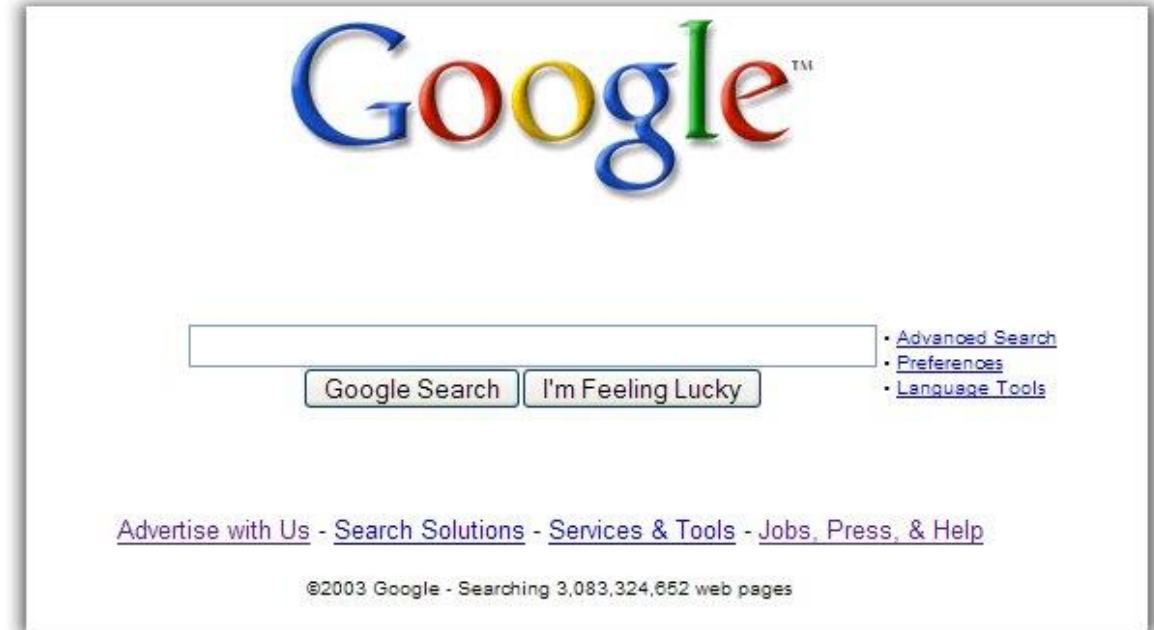 Google™
• Advanced Search
• Preferences
• Language Tools
Google Search I'm Feeling Lucky
Advertise with Us - Search Solutions - Services & Tools - Jobs, Press, & Help
©2003 Google - Searching 3,083,324,652 web pages